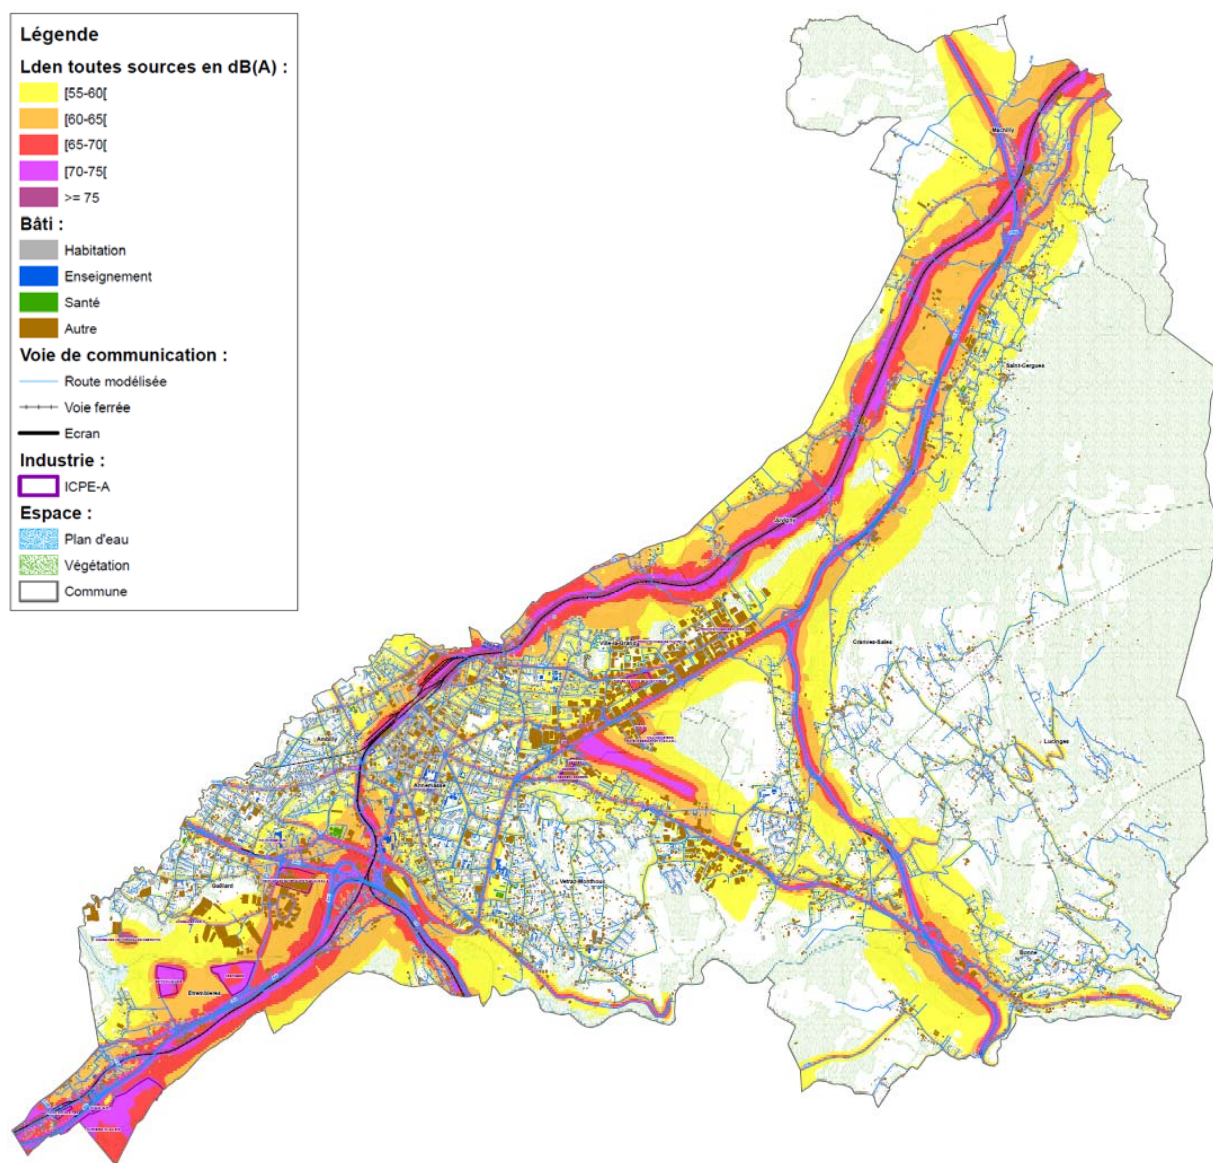 Légende
Lden toutes sources en dB(A) :
[55-60[
[60-65[
[65-70[
[70-75[
>= 75
Bâti :
Habitation
Enseignement
Santé
Autre
Voie de communication :
Route modélisée
Voie ferrée
Ecran
Industrie :
ICPE-A
Espace :
Plan d'eau
Végétation
Commune
Machilly
Saint-Cergues
Juvigny
Ville-la-Grand
Cranves-Sales
Lucinges
Ambilly
Annemasse
Gaillard
Vetraz-Monthoux
Bonne
Etrembières